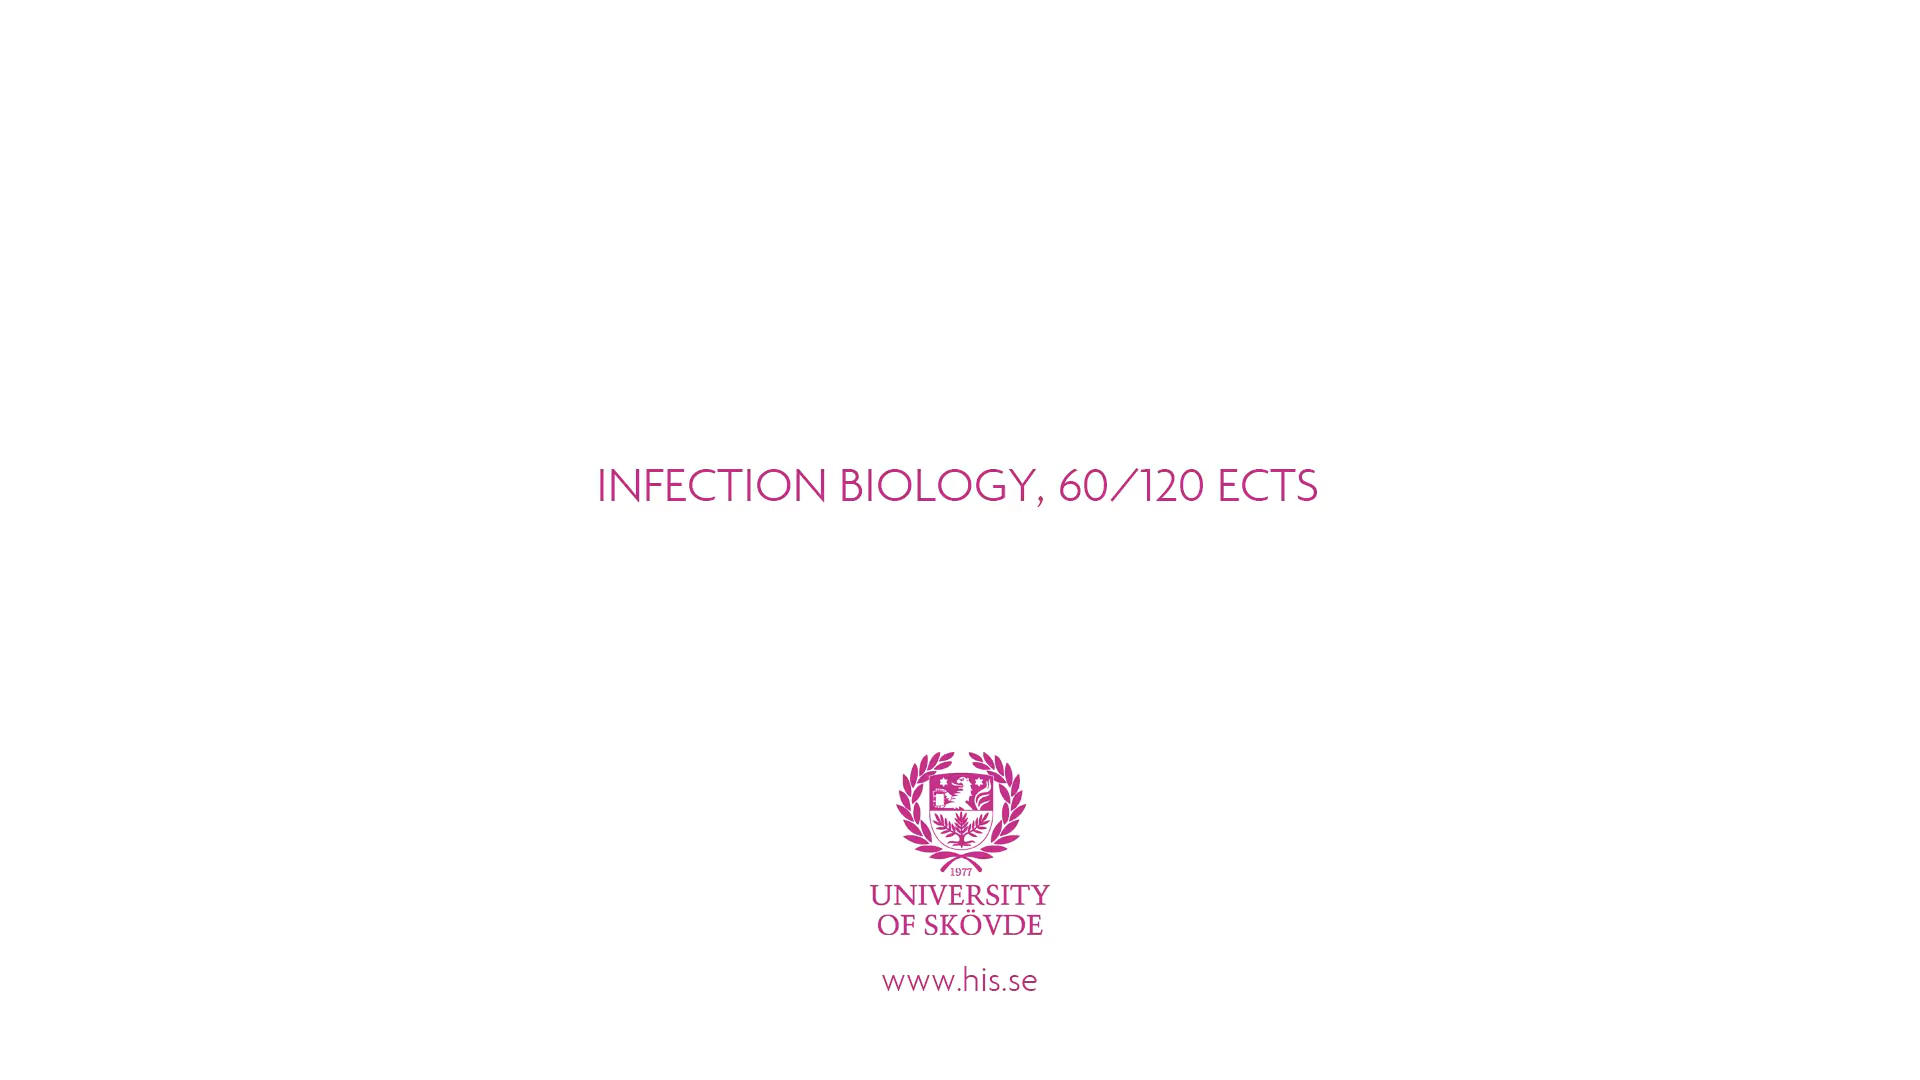 INFECTION BIOLOGY, 60/120 ECTS
1977
UNIVERSITY
OF SKÖVDE
www.his.se